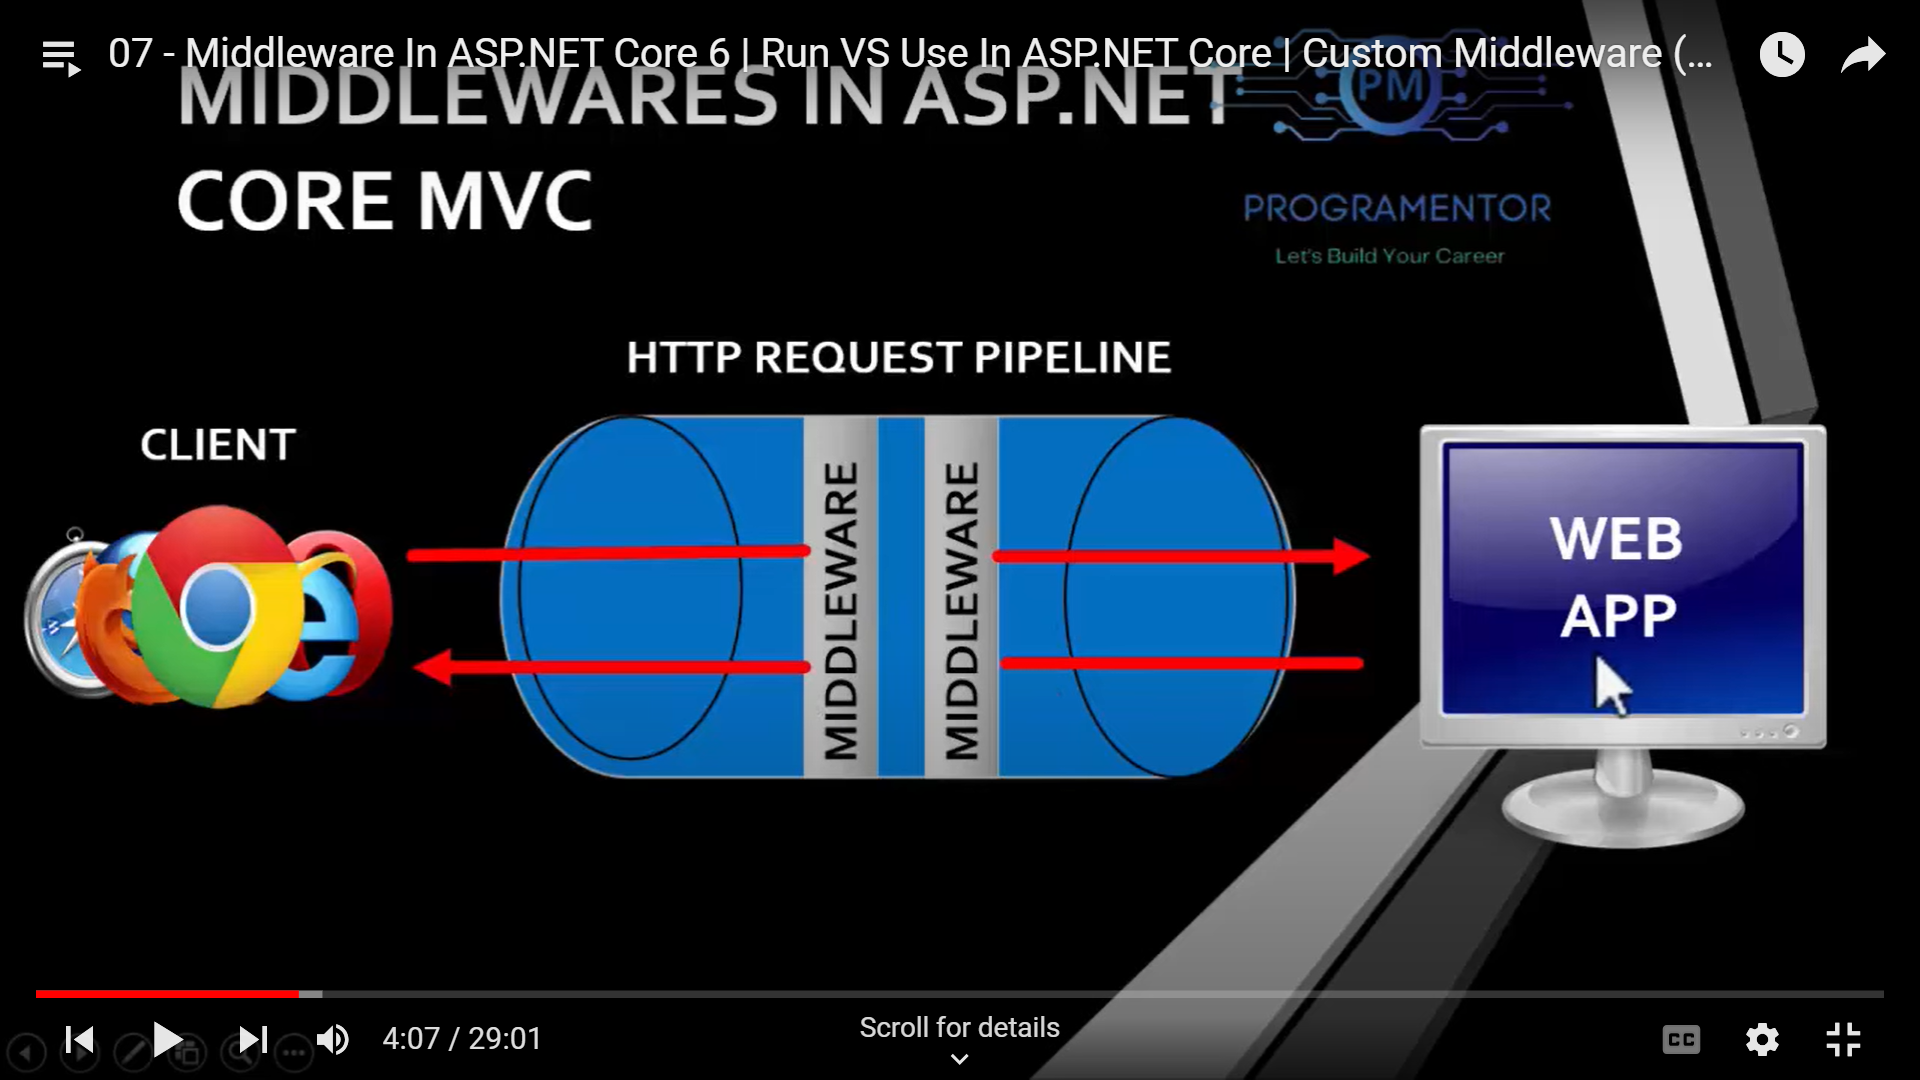 07 - Middleware In ASP.NET Core 6 | Run VS Use In ASP.NET Core | Custom Middleware (...
MIDDLEWARES IN ASP.NET
CORE MVC
PM
PROGRAMENTOR
Let's Build Your Career
HTTP REQUEST PIPELINE
CLIENT
MIDDLEWARE
MIDDLEWARE
WEB
APP
4:07 / 29:01
Scroll for details
CC